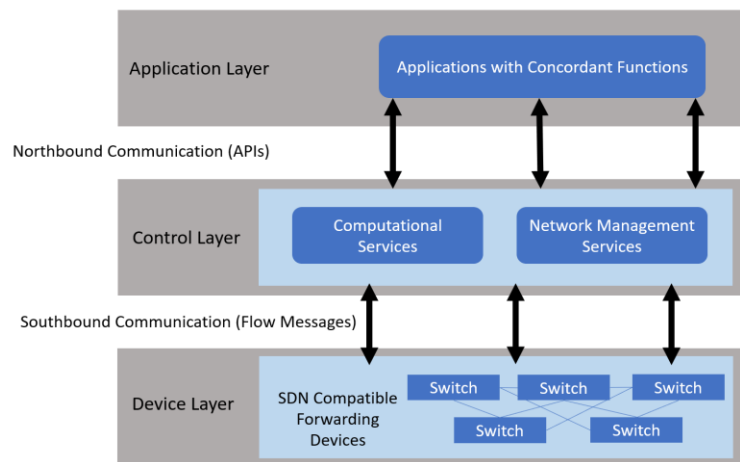 Application Layer
Applications with Concordant Functions
Northbound Communication (APIs)
Control Layer
Computational
Services
Network Management
Services
Southbound Communication (Flow Messages)
Device Layer
SDN Compatible
Forwarding
Devices
Switch
Switch
Switch
Switch
Switch